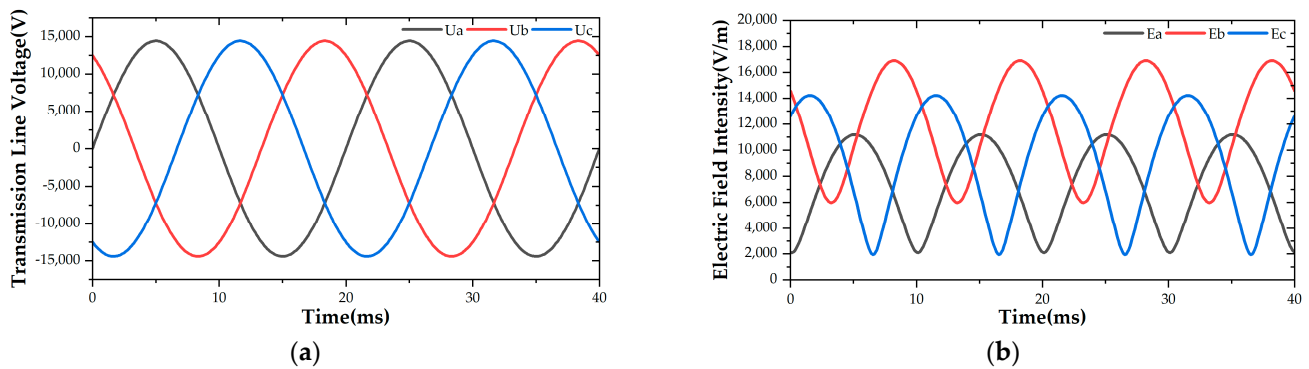 Transmission Line Voltage(V)
15,000
10,000
5,000
0
-5,000
-10,000
-15,000
Ua Ub Uc
0 10 20 30 40
Time(ms)
(a)
Electric Field Intensity(V/m)
20,000
18,000
16,000
14,000
12,000
10,000
8,000
6,000
4,000
2,000
0
Ea Eb Ec
0 10 20 30 40
Time(ms)
(b)